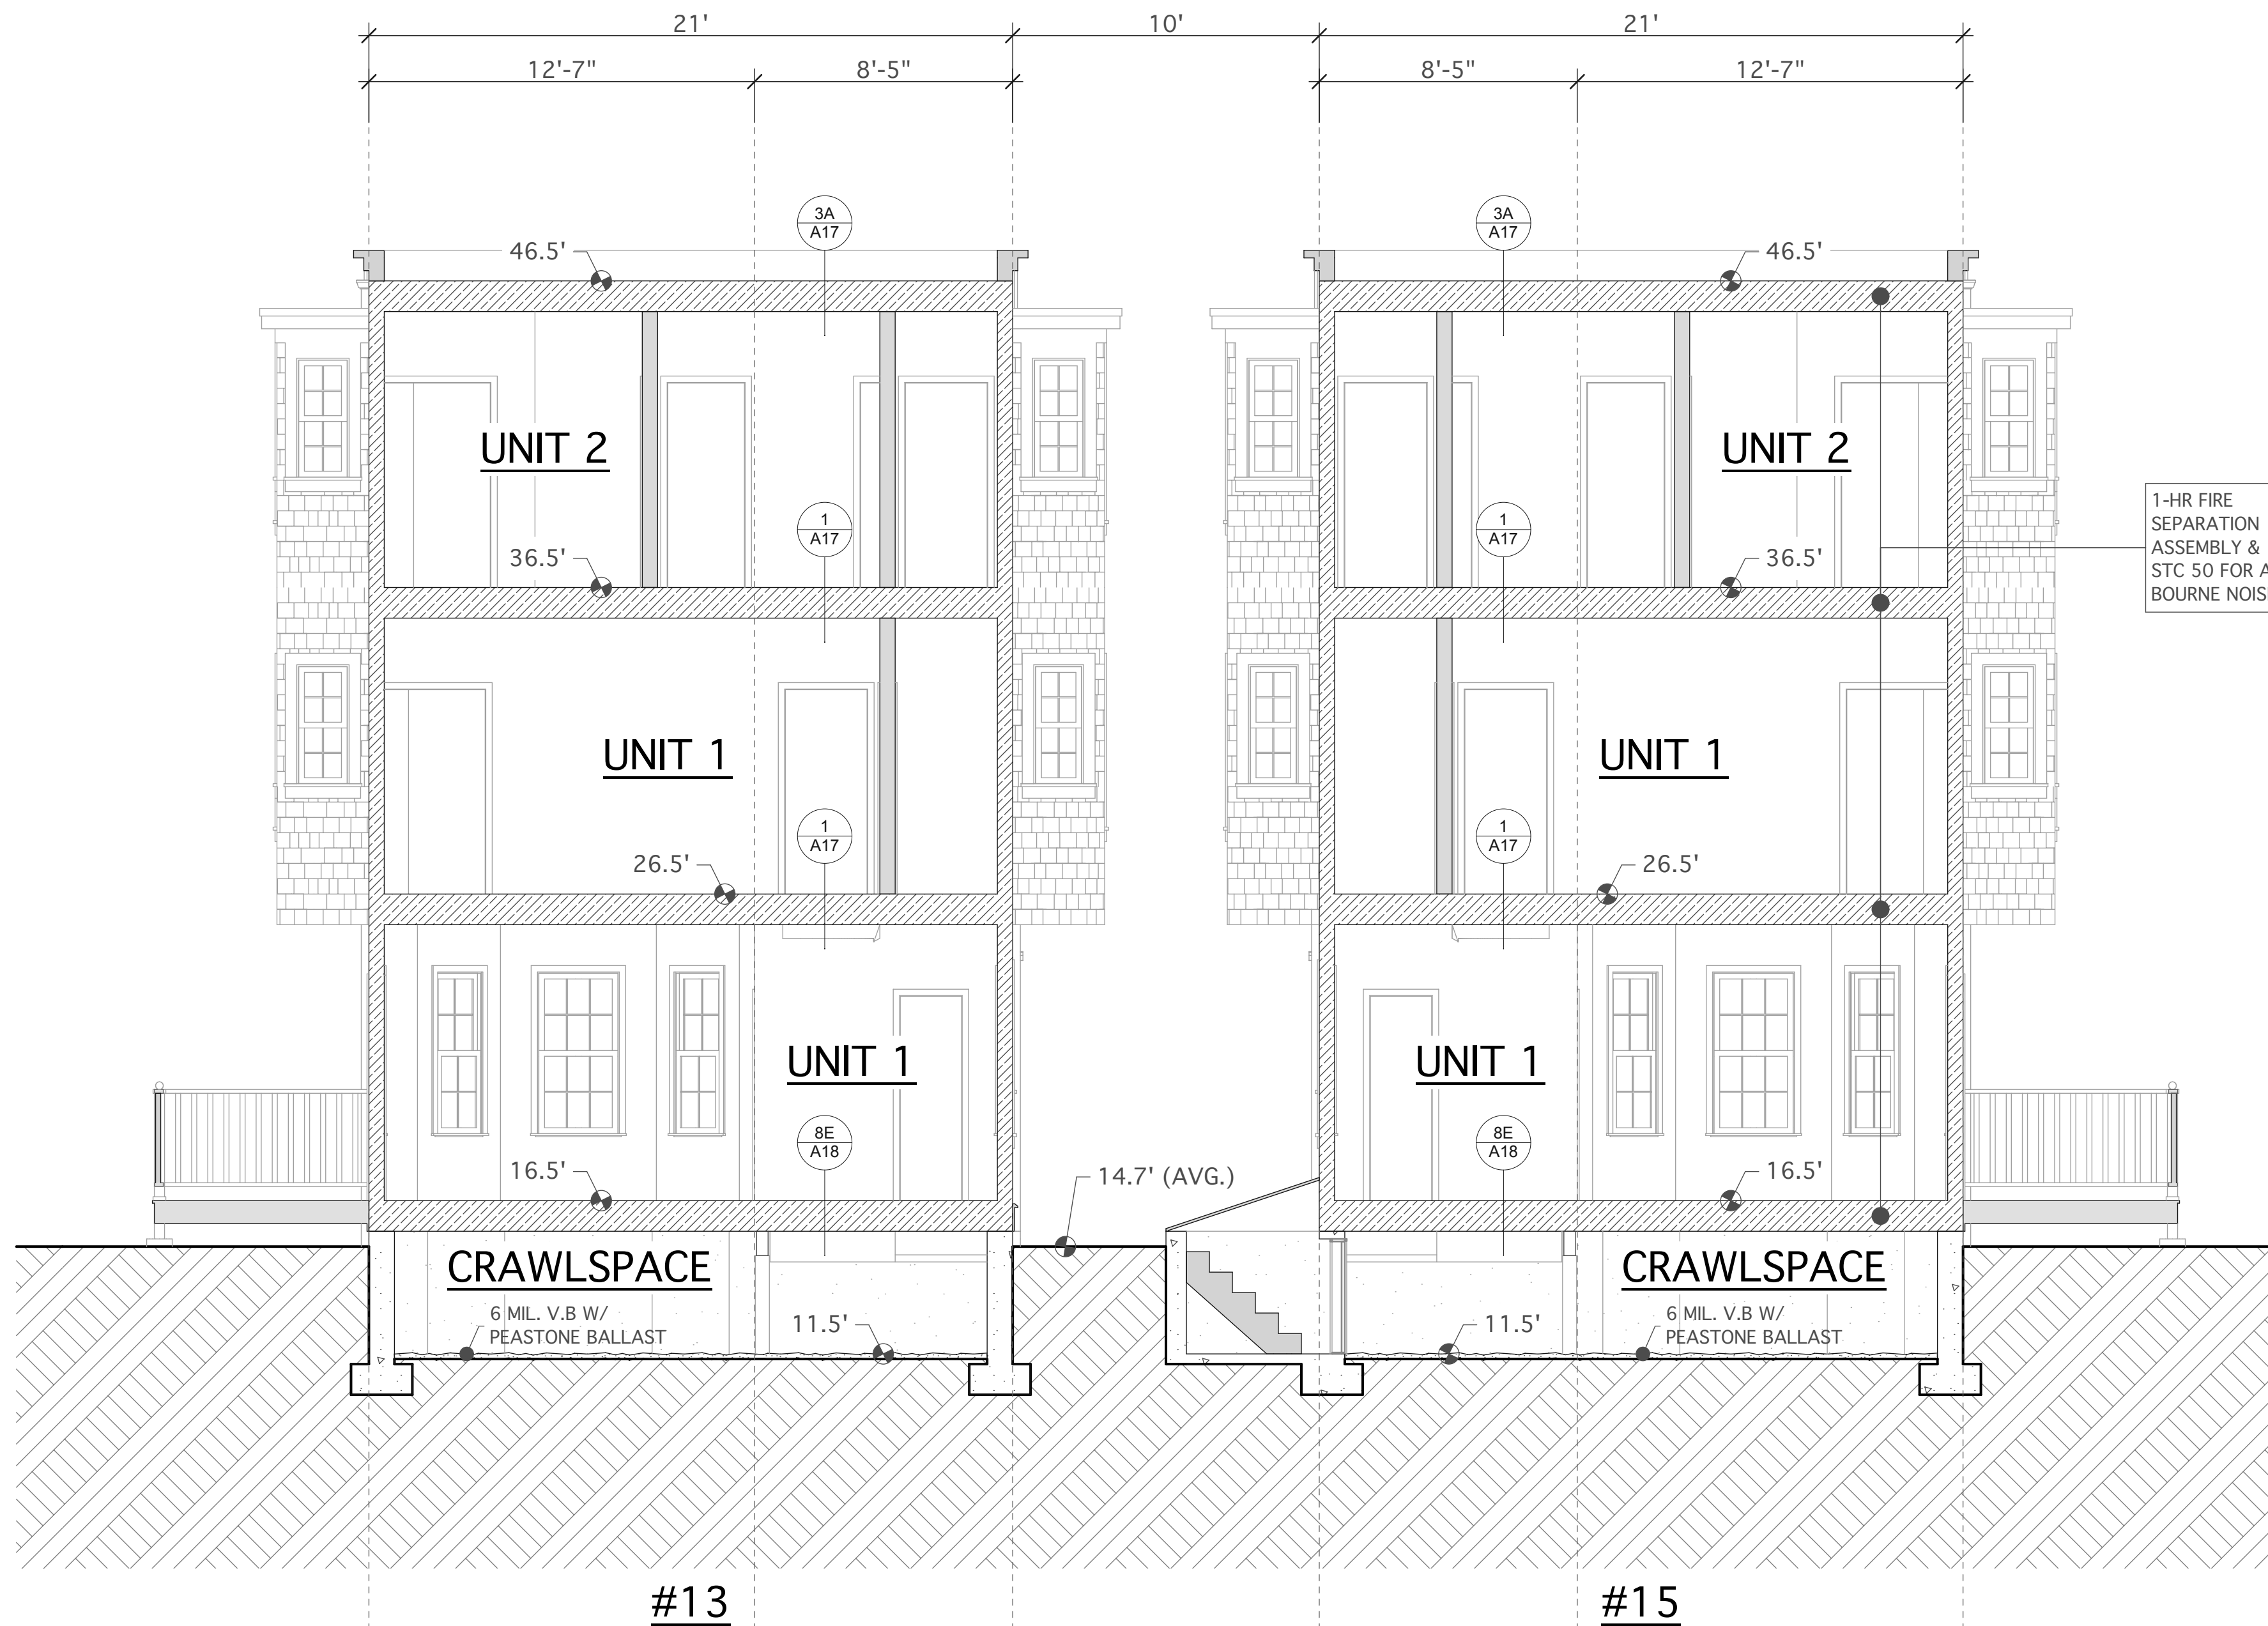 21' 10' 21'
12'-7" 8'-5" 8'-5" 12'-7"
3A
A17
3A
A17
46.5' 46.5'
UNIT 2 UNIT 2
1-HR FIRE
SEPARATION
ASSEMBLY &
STC 50 FOR
BOURNE
1
A17
1
A17
36.5' 36.5'
UNIT 1 UNIT 1
1
A17
1
A17
26.5' 26.5'
UNIT 1 UNIT 1
8E
A18
8E
A18
16.5' 14.7' (AVG.) 16.5'
CRAWLSPACE CRAWLSPACE
6 MIL. V.B W/
PEASTONE BALLAST
11.5' 11.5'
6 MIL. V.B W/
PEASTONE BALLAST
#13 #15